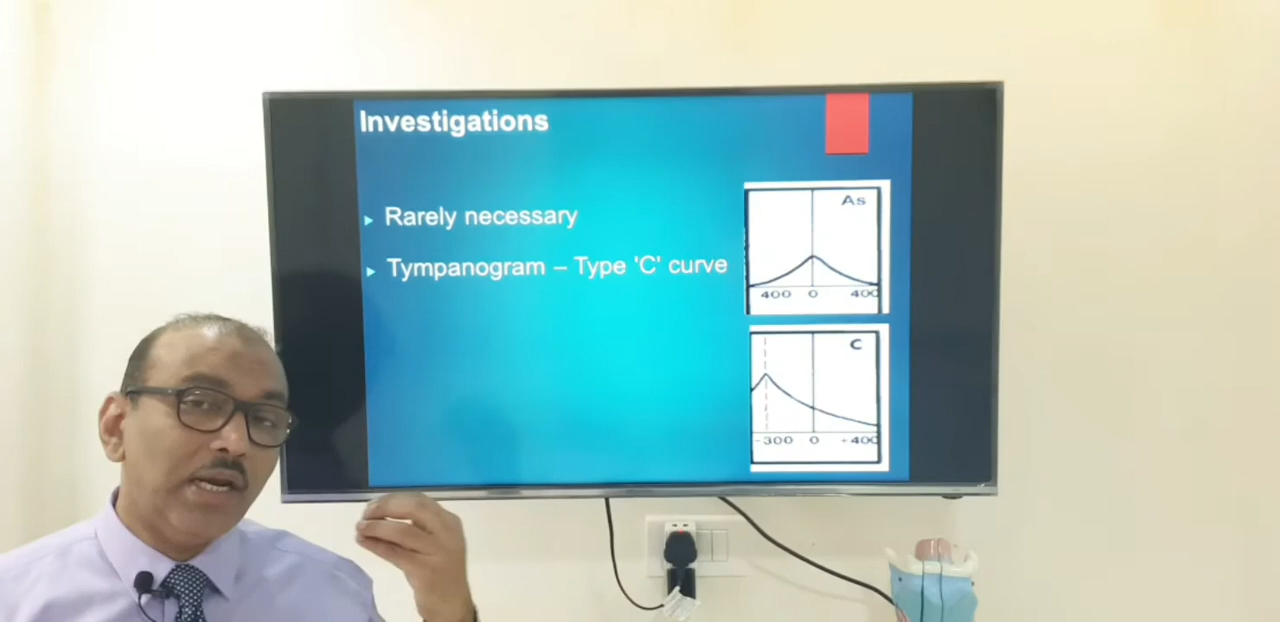 Investigations
Rarely necessary
Tympanogram – Type 'C' curve
As
400 0 400
C
-300 0 +400